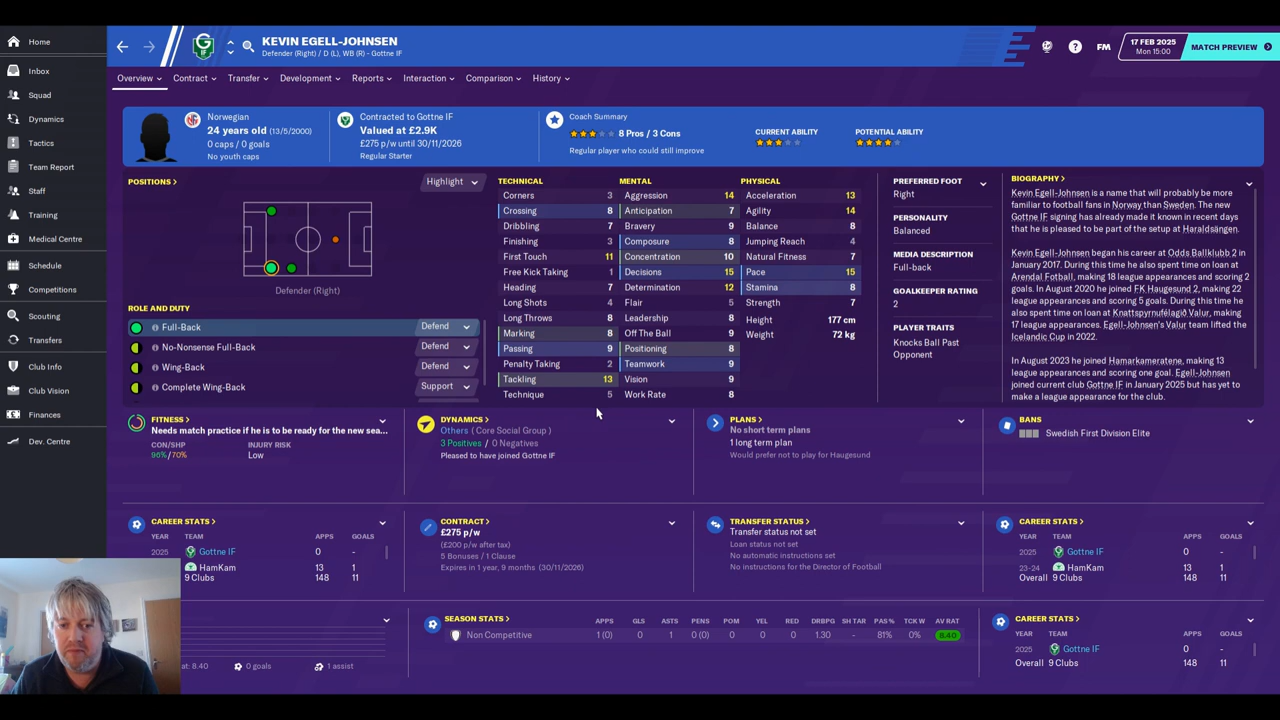 Home
Inbox
Squad
Dynamics
Tactics
Team Report
Staff
Training
Medical Centre
Schedule
Competitions
Scouting
Transfers
Club Info
Club Vision
Finances
Dev. Centre
KEVIN EGELL-JOHNSEN
Defender (Right) / D (L), WB (R) - Gottne IF
FM
17 FEB 2025
Mon 15:00
MATCH PREVIEW
Overview
Contract
Transfer
Development
Reports
Interaction
Comparison
History
Norwegian
24 years old (13/5/2000)
0 caps / 0 goals
No youth caps
Contracted to Gottne IF
Valued at £2.9K
£275 p/w until 30/11/2026
Regular Starter
Coach Summary
8 Pros / 3 Cons
Regular player who could still improve
CURRENT ABILITY
POTENTIAL ABILITY
POSITIONS >
Highlight
Defender (Right)
ROLE AND DUTY
Full-Back Defend
No-Nonsense Full-Back Defend
Wing-Back Defend
Complete Wing-Back Support
TECHNICAL
Corners 3
Crossing 8
Dribbling 7
Finishing 3
First Touch 11
Free Kick Taking 1
Heading 7
Long Shots 4
Long Throws 8
Marking 8
Passing 9
Penalty Taking 2
Tackling 13
Technique 5
MENTAL
Aggression 14
Anticipation 7
Bravery 9
Composure 8
Concentration 10
Decisions 15
Determination 12
Flair 5
Leadership 8
Off The Ball 9
Positioning 8
Teamwork 9
Vision 9
Work Rate 8
PHYSICAL
Acceleration 13
Agility 14
Balance 8
Jumping Reach 4
Natural Fitness 7
Pace 15
Stamina 8
Strength 7
Height 177 cm
Weight 72 kg
PREFERRED FOOT
Right
PERSONALITY
Balanced
MEDIA DESCRIPTION
Full-back
GOALKEEPER RATING
2
PLAYER TRAITS
Knocks Ball Past
Opponent
BIOGRAPHY >
Kevin Egell-Johnsen is a name that will probably be more
familiar to football fans in Norway than Sweden. The new
Gottne IF signing has already made it known in recent days
that he is pleased to be part of the setup at Haraldsängen.
Kevin Egell-Johnsen began his career at Odds Ballklubb 2 in
January 2017. During this time he also spent time on loan at
Arendal Fotball, making 18 league appearances and scoring 2
goals. In August 2020 he joined FK Haugesund 2, making 22
league appearances and scoring 5 goals. During this time he
also spent time on loan at Knattspyrnufélagið Valur, making
17 league appearances. Egell-Johnsen's Valur team lifted the
Icelandic Cup in 2022.
In August 2023 he joined Hamarkameratene, making 13
league appearances and scoring one goal. Egell-Johnsen
joined current club Gottne IF in January 2025 but has yet to
make a league appearance for the club.
FITNESS >
Needs match practice if he is to be ready for the new sea...
CON/SHP
96%/70%
INJURY RISK
Low
DYNAMICS >
Others ( Core Social Group )
3 Positives / 0 Negatives
Pleased to have joined Gottne IF
PLANS >
No short term plans
1 long term plan
Would prefer not to play for Haugesund
BANS >
Swedish First Division Elite
CAREER STATS >
YEAR TEAM APPS GOALS
2025 Gottne IF 0 -
HamKam 13 1
9 Clubs 148 11
CONTRACT >
£275 p/w
(£200 p/w after tax)
5 Bonuses / 1 Clause
Expires in 1 year, 9 months (30/11/2026)
TRANSFER STATUS >
Transfer status not set
Loan status not set
No automatic instructions set
No instructions for the Director of Football
CAREER STATS >
YEAR TEAM APPS GOALS
2025 Gottne IF 0 -
23-24 HamKam 13 1
Overall 9 Clubs 148 11
at: 8.40 0 goals 1 assist
SEASON STATS > APPS GLS ASTS PENS POM YEL RED DRBPG SH TAR PAS% TCK W AV RAT
Non Competitive 1 (0) 0 1 0 (0) 0 0 0 1.30 - 81% 0% 8.40
CAREER STATS >
YEAR TEAM APPS GOALS
2025 Gottne IF 0 -
Overall 9 Clubs 148 11